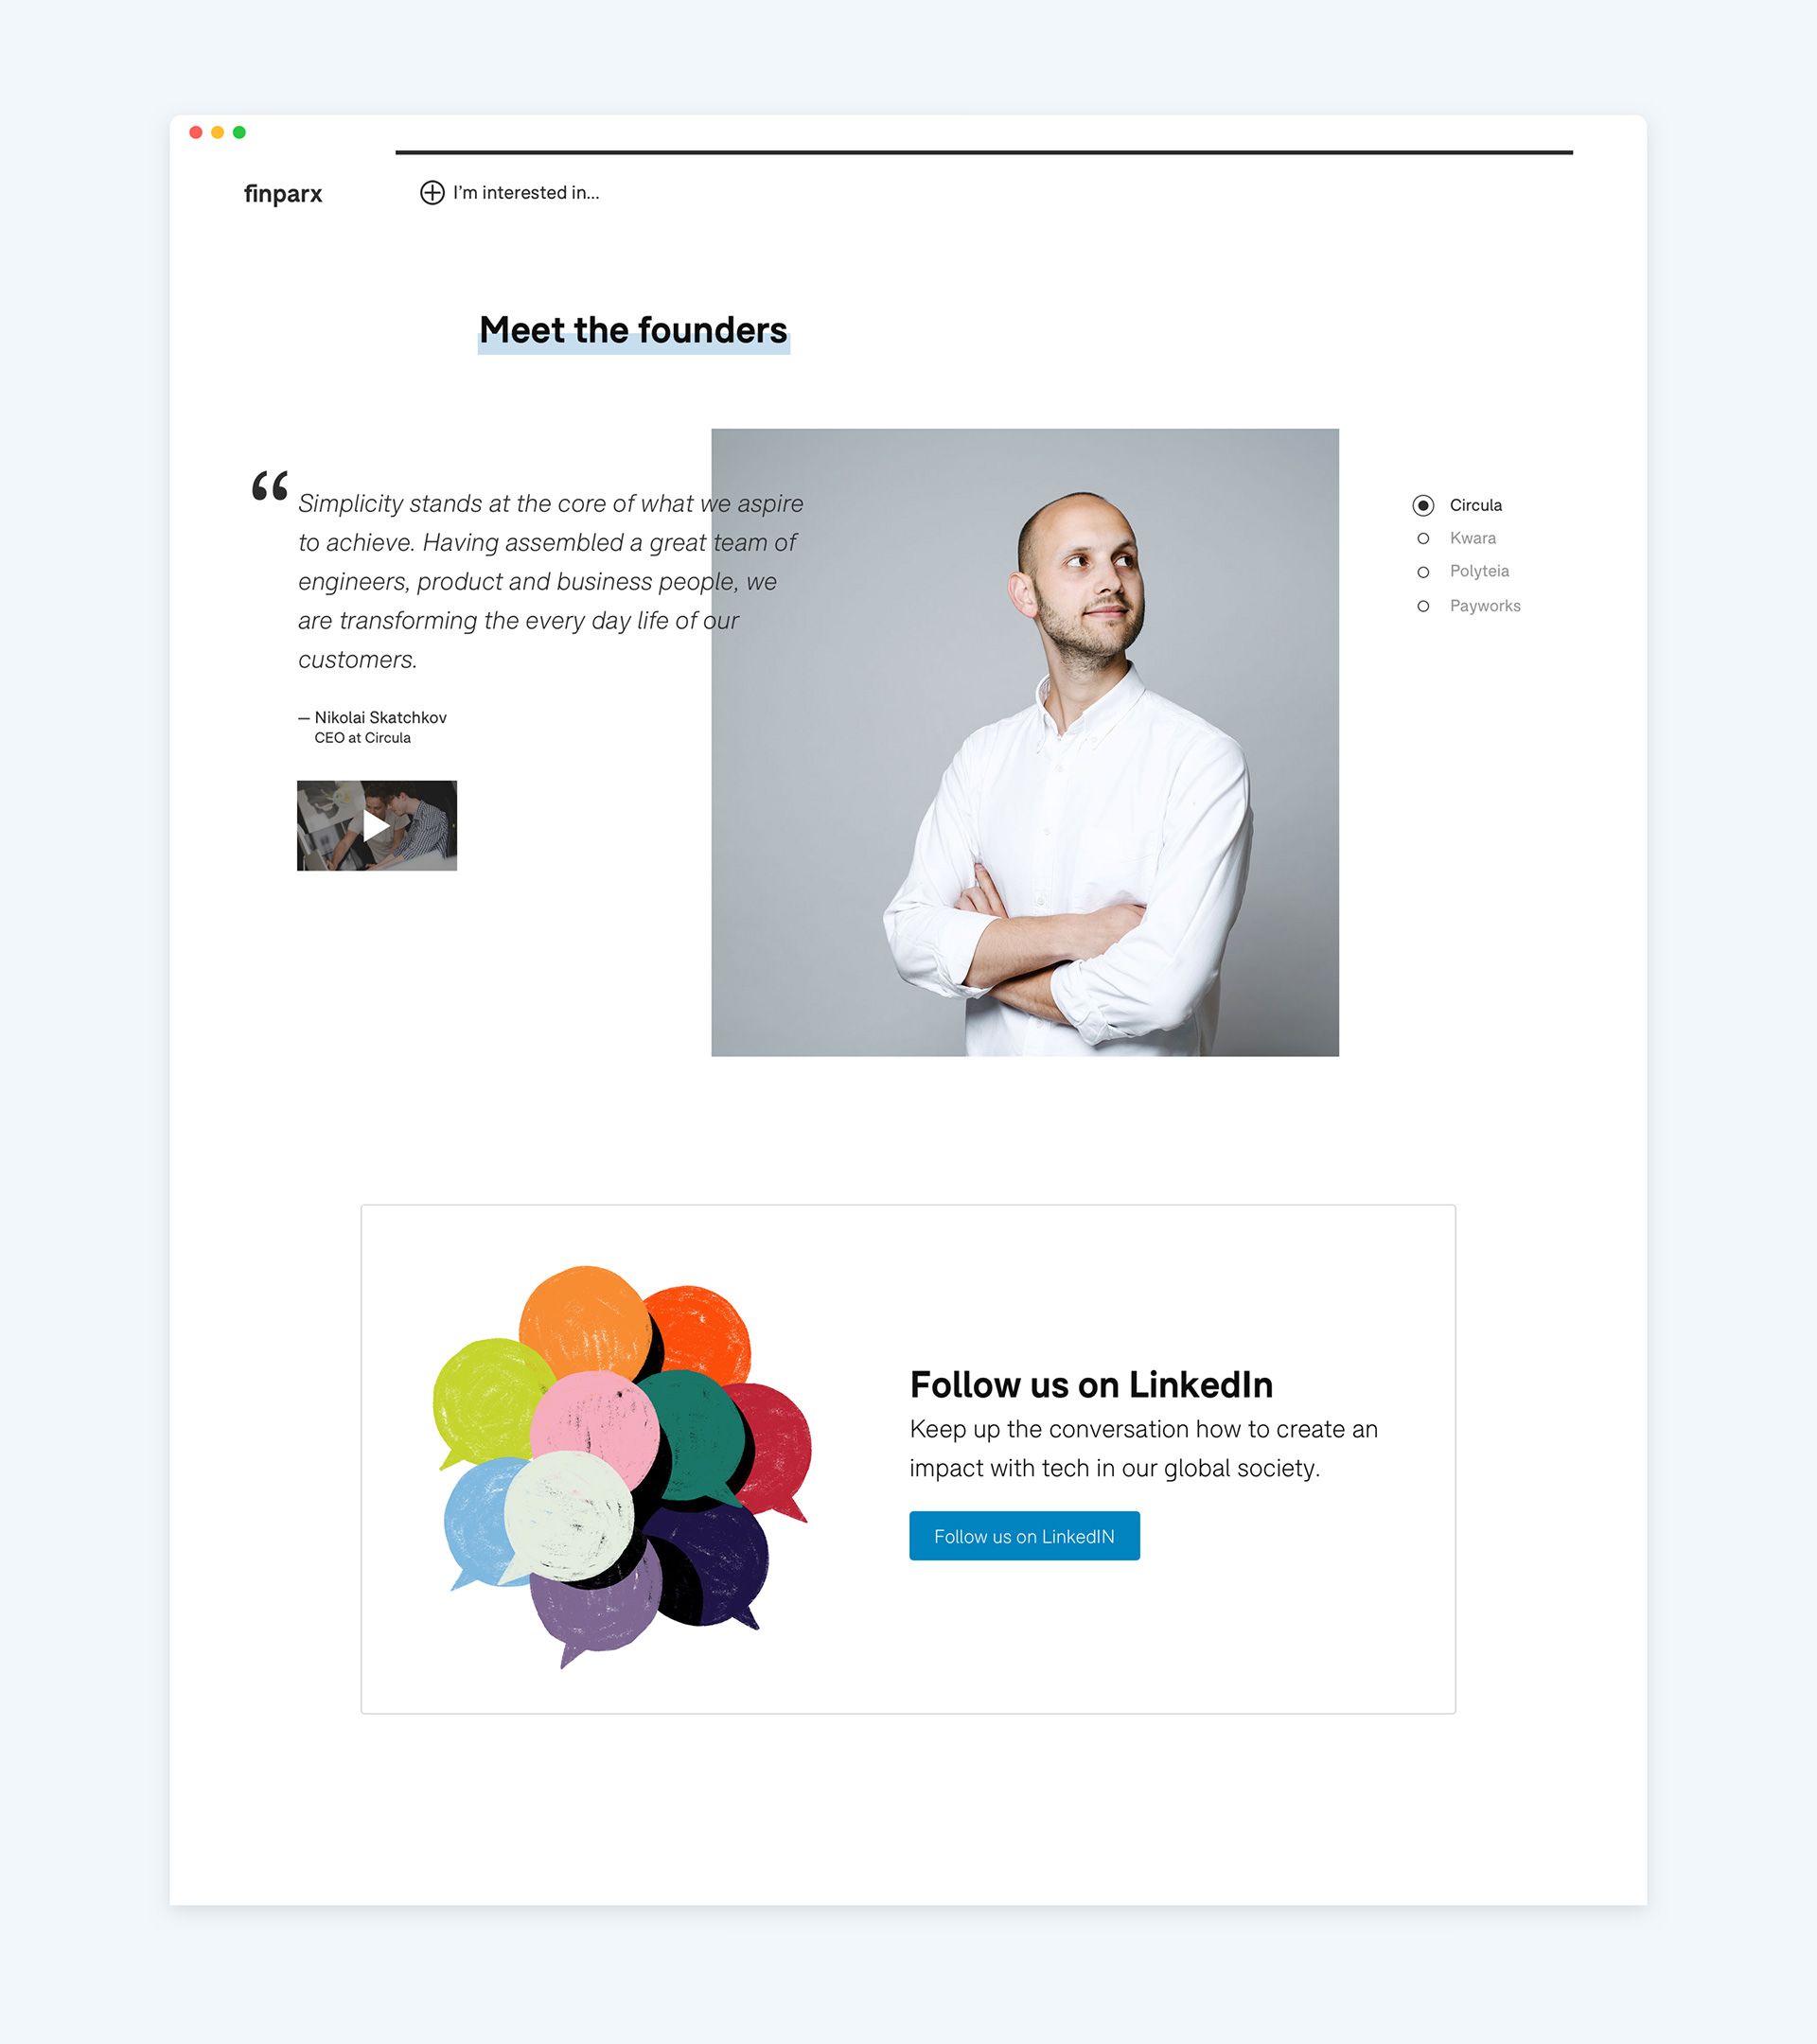 finparx
I'm interested in...
Meet the founders
“ Simplicity stands at the core of what we aspire
to achieve. Having assembled a great team of
engineers, product and business people, we
are transforming the every day life of our
customers.
— Nikolai Skatchkov
CEO at Circula
Circula
Kwara
Polyteia
Payworks
Follow us on LinkedIn
Keep up the conversation how to create an
impact with tech in our global society.
Follow us on LinkedIN